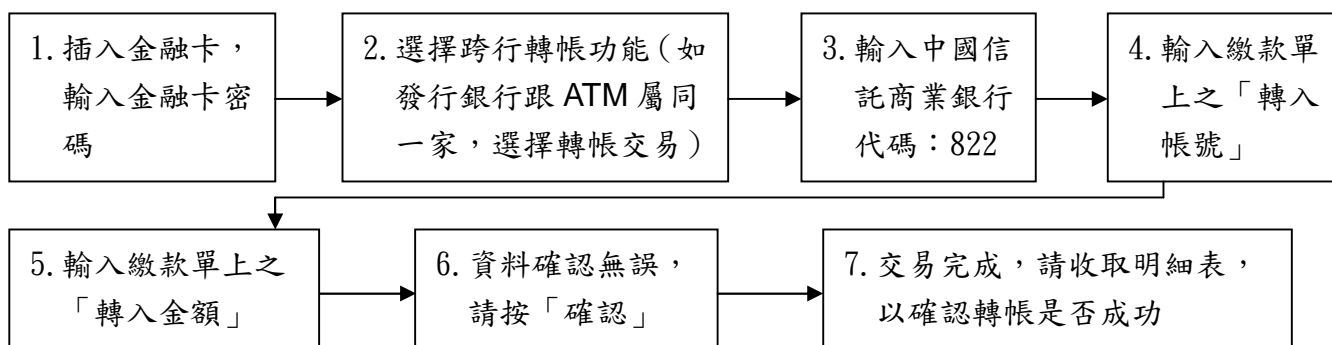 1. 插入金融卡，
輸入金融卡密
碼
2. 選擇跨行轉帳功能（如
發行銀行跟 ATM 屬同
一家，選擇轉帳交易）
3. 輸入中國信
託商業銀行
代碼：822
4. 輸入繳款單
上之「轉入
帳號」
5. 輸入繳款單上之
「轉入金額」
6. 資料確認無誤，
請按「確認」
7. 交易完成，請收取明細表，
以確認轉帳是否成功